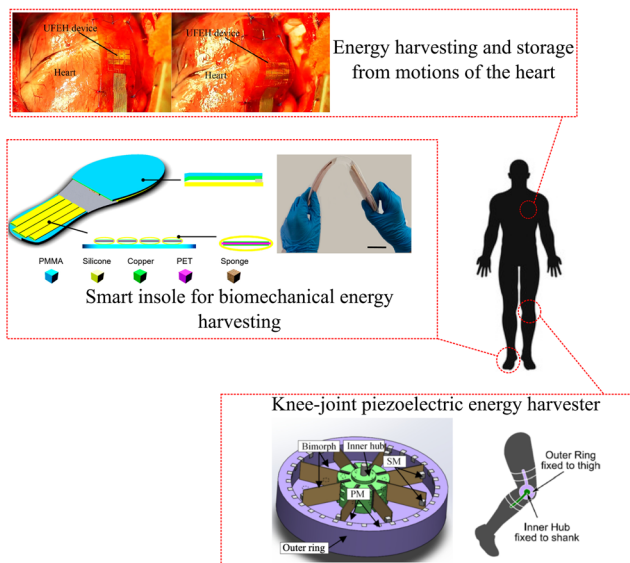 UFEH device
UFEH device
Heart
Heart
Energy harvesting and storage
from motions of the heart
PMMA Silicone Copper PET Sponge
Smart insole for biomechanical energy
harvesting
Knee-joint piezoelectric energy harvester
Bimorph
Inner hub
SM
PM
Outer ring
Outer Ring
fixed to thigh
Inner Hub
fixed to shank